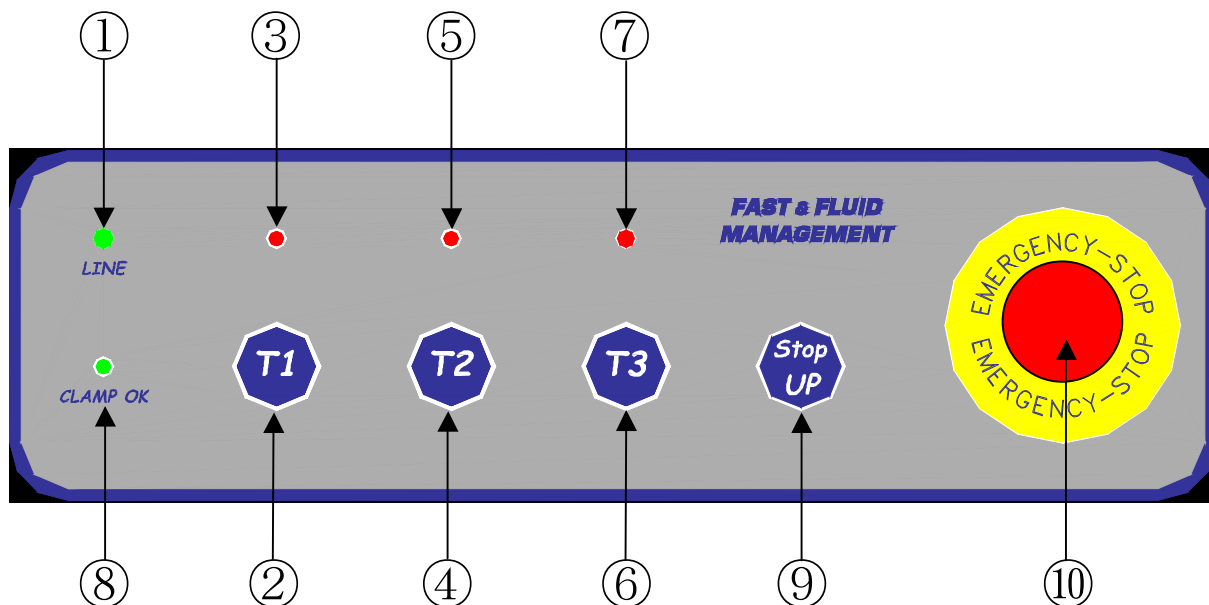 ① ③ ⑤ ⑦
FAST & FLUID
MANAGEMENT
LINE
EMERGENCY-STOP
T1 T2 T3 Stop
UP
CLAMP OK
EMERGENCY-STOP
⑧ ② ④ ⑥ ⑨ ⑩